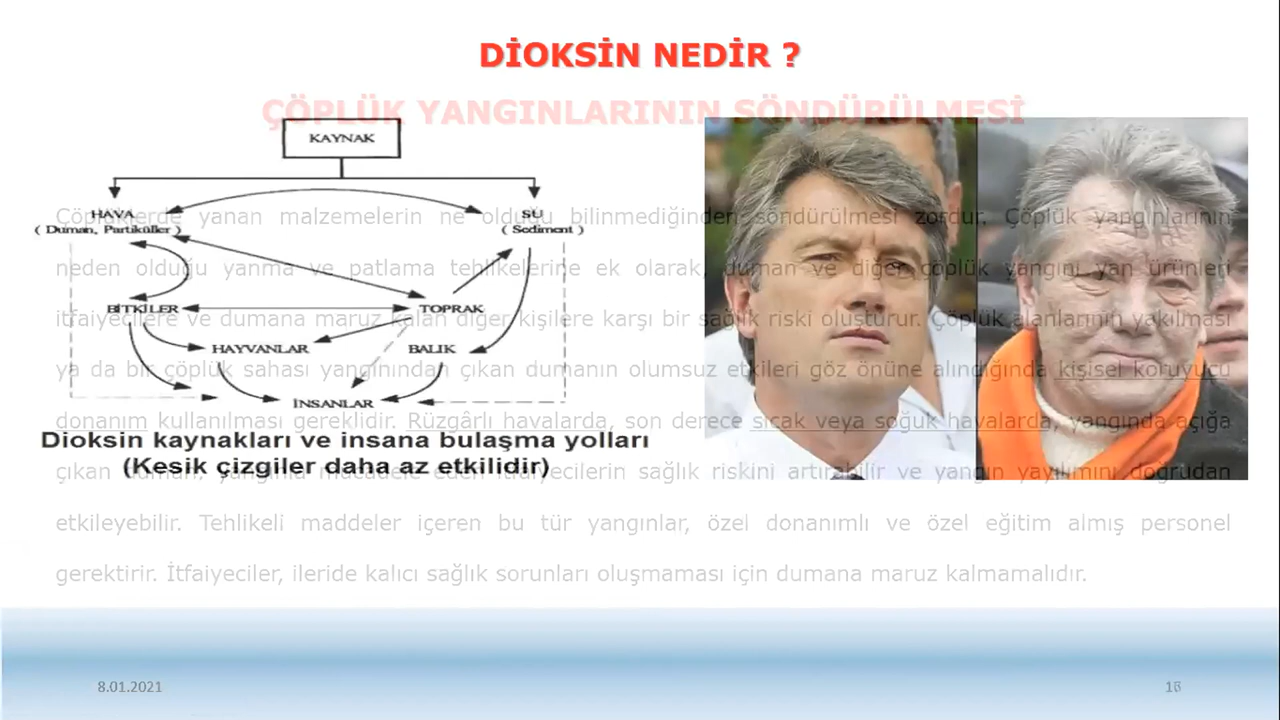 DİOKSİN NEDİR ?
ÇÖPLÜK YANGINLARININ SÖNDÜRÜLMESİ
KAYNAK
HAVA
( Duman, Partiküller )
SU
( Sediment )
BİTKİLER
TOPRAK
HAYVANLAR
BALIK
İNSANLAR
Dioksin kaynakları ve insana bulaşma yolları
(Kesik çizgiler daha az etkilidir)
Çöplüklerde yanan malzemelerin ne olduğu bilinmediğinden söndürülmesi zordur. Çöplük yangınlarının
neden olduğu yanma ve patlama tehlikelerine ek olarak, duman ve diğer çöplük yangını yan ürünleri
itfaiyecilere ve dumana maruz kalan diğer kişilere karşı bir sağlık riski oluşturur. Çöplük alanlarının yakılması
ya da bir çöplük sahası yangınından çıkan dumanın olumsuz etkileri göz önüne alındığında kişisel koruyucu
donanım kullanılması gereklidir. Rüzgârlı havalarda, son derece sıcak veya soğuk havalarda, yangında açığa
çıkan duman, yangınla mücadele eden itfaiyecilerin sağlık riskini artırabilir ve yangın yayılımını doğrudan
etkileyebilir. Tehlikeli maddeler içeren bu tür yangınlar, özel donanımlı ve özel eğitim almış personel
gerektirir. İtfaiyeciler, ileride kalıcı sağlık sorunları oluşmaması için dumana maruz kalmamalıdır.
8.01.2021